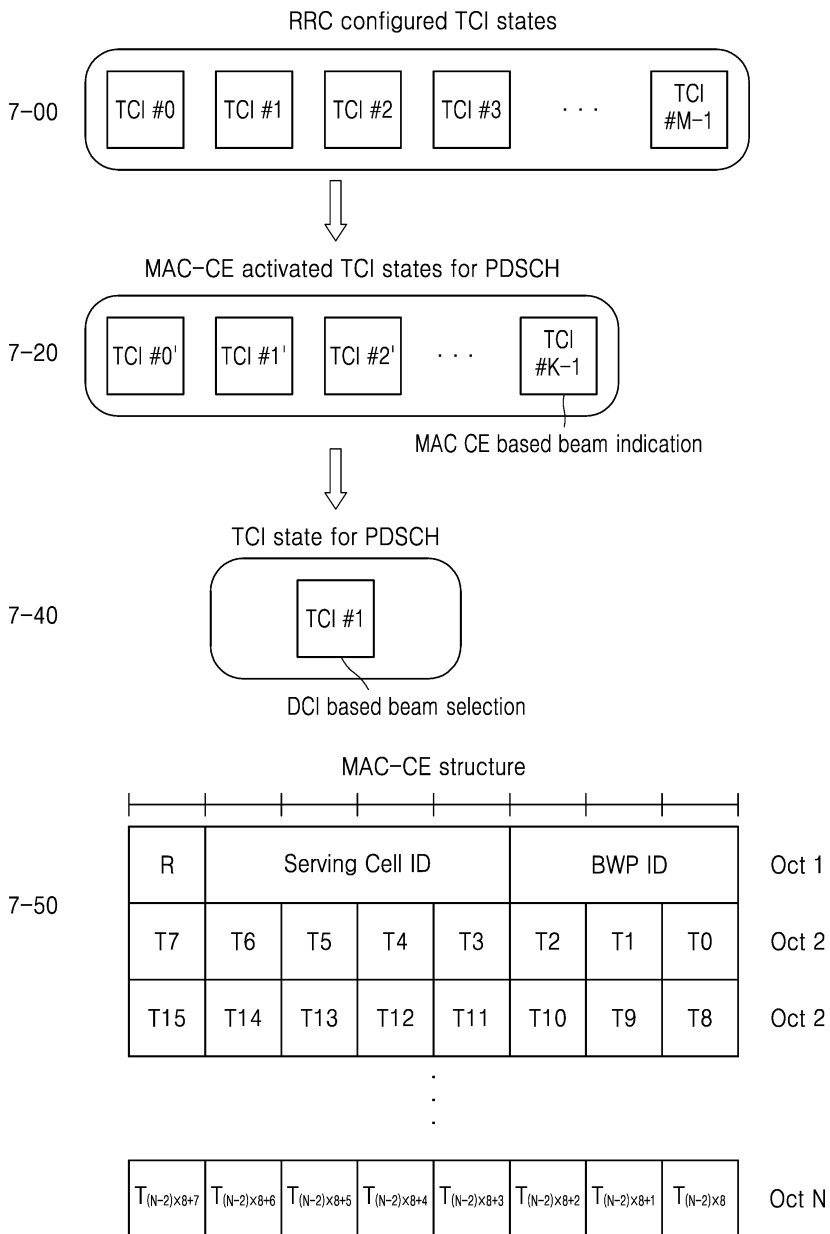 RRC configured TCI states
7-00
TCI #0 TCI #1 TCI #2 TCI #3 · · · TCI #M-1
MAC-CE activated TCI states for PDSCH
7-20
TCI #0' TCI #1' TCI #2' · · · TCI #K-1
MAC CE based beam indication
TCI state for PDSCH
7-40
TCI #1
DCI based beam selection
MAC-CE structure
7-50
R Serving Cell ID BWP ID Oct 1
T7 T6 T5 T4 T3 T2 T1 T0 Oct 2
T15 T14 T13 T12 T11 T10 T9 T8 Oct 2
T(N-2)×8+7 T(N-2)×8+6 T(N-2)×8+5 T(N-2)×8+4 T(N-2)×8+3 T(N-2)×8+2 T(N-2)×8+1 T(N-2)×8 Oct N